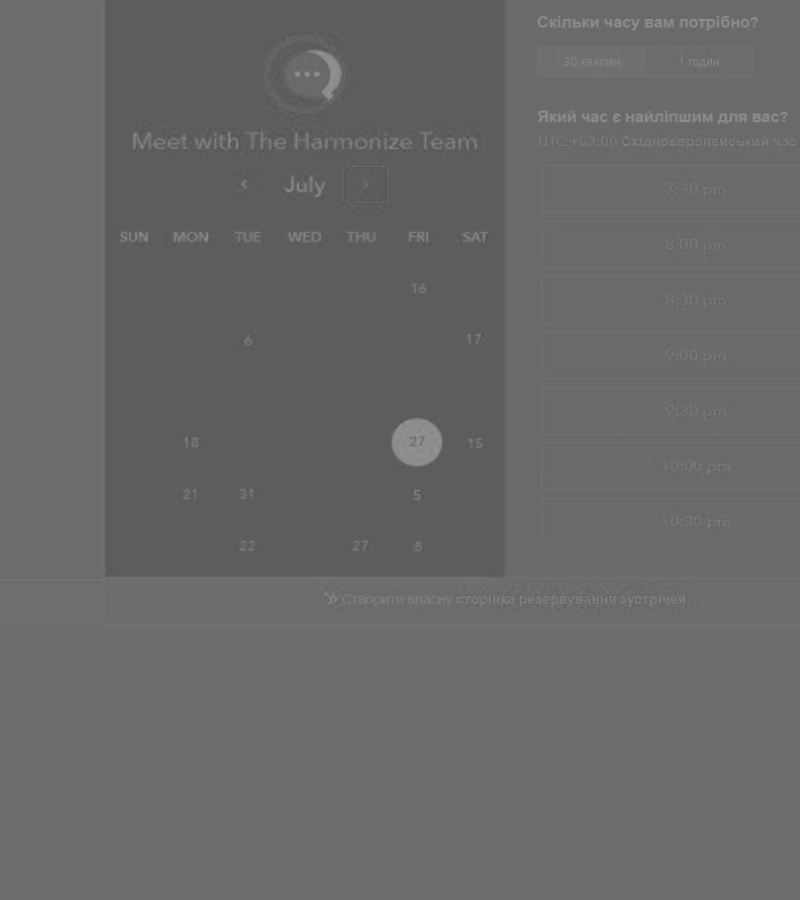 Meet with The Harmonize Team
July
SUN MON TUE WED THU FRI SAT
16
6 17
18 27 15
21 31 5
22 27 8
Скільки часу вам потрібно?
30 хвилин 1 годин
Який час є найліпшим для вас?
UTC +03:00 Східноєвропейський час
7:30 pm
8:00 pm
8:30 pm
9:00 pm
9:30 pm
10:00 pm
10:30 pm
Створити власну сторінка резервування зустрічей